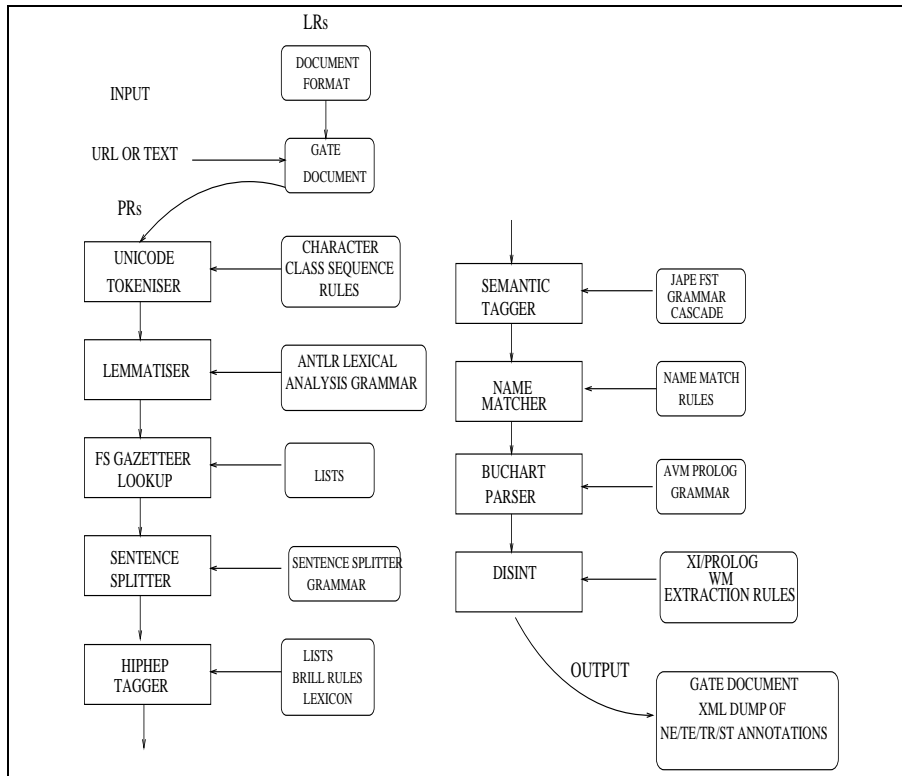 LRs
DOCUMENT
FORMAT
INPUT
URL OR TEXT
GATE
DOCUMENT
PRs
UNICODE
TOKENISER
CHARACTER
CLASS SEQUENCE
RULES
LEMMATISER
ANTLR LEXICAL
ANALYSIS GRAMMAR
FS GAZETTEER
LOOKUP
LISTS
SENTENCE
SPLITTER
SENTENCE SPLITTER
GRAMMAR
HIPHEP
TAGGER
LISTS
BRILL RULES
LEXICON
SEMANTIC
TAGGER
JAPE FST
GRAMMAR
CASCADE
NAME
MATCHER
NAME MATCH
RULES
BUCHART
PARSER
AVM PROLOG
GRAMMAR
DISINT
XI/PROLOG
WM
EXTRACTION RULES
OUTPUT
GATE DOCUMENT
XML DUMP OF
NE/TE/TR/ST ANNOTATIONS